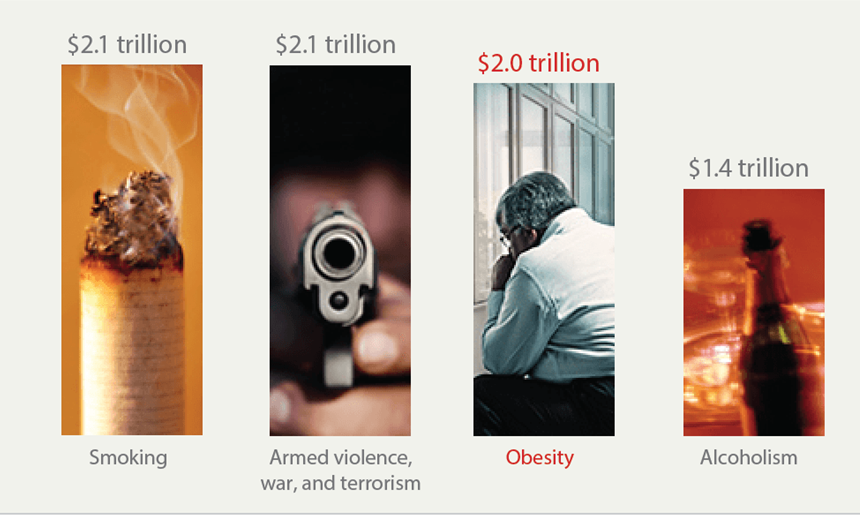 $2.1 trillion
$2.1 trillion
$2.0 trillion
$1.4 trillion
Smoking
Armed violence,
war, and terrorism
Obesity
Alcoholism